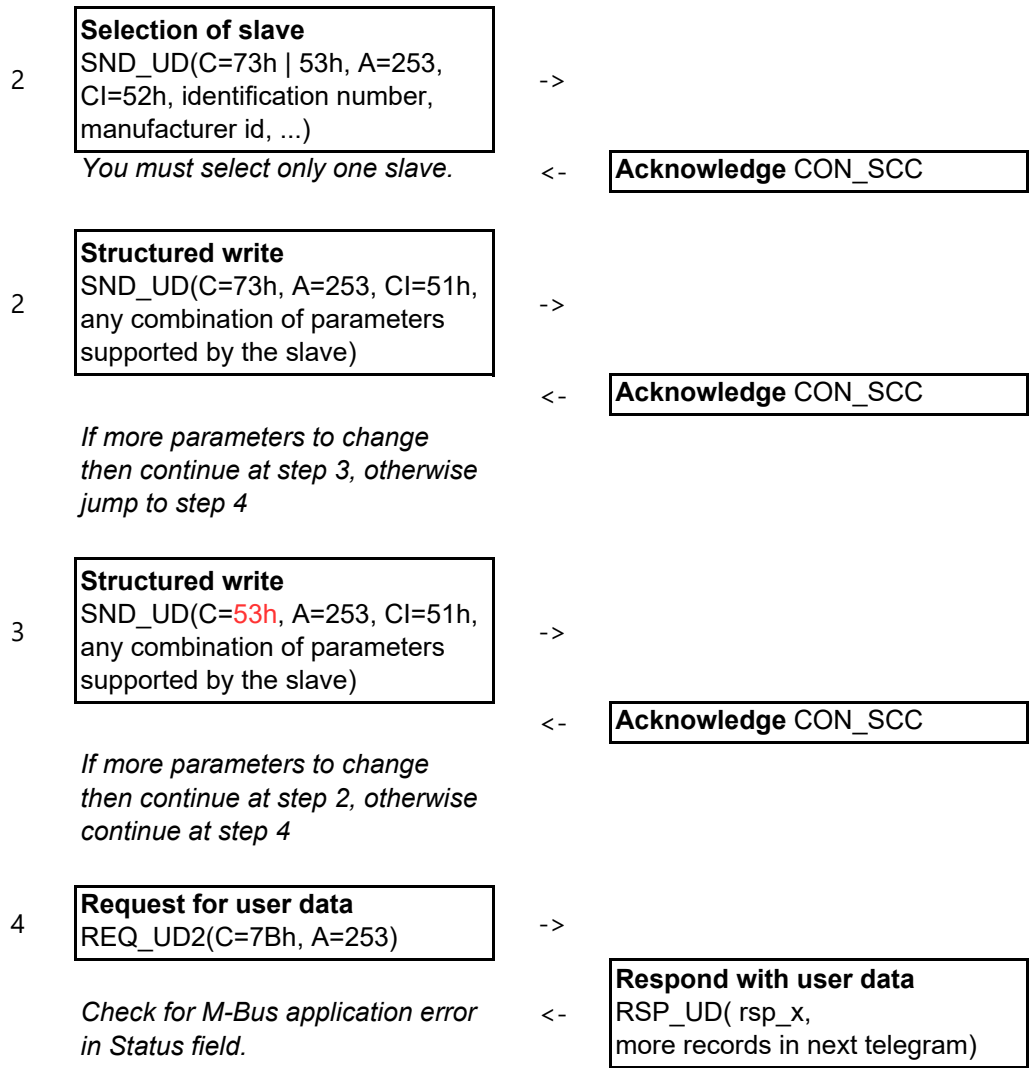 Selection of slave
SND_UD(C=73h | 53h, A=253,
2
->
CI=52h, identification number,
manufacturer id, ...)
You must select only one slave.
<-
Acknowledge CON_SCC
Structured write
SND_UD(C=73h, A=253, CI=51h,
2
->
any combination of parameters
supported by the slave)
<-
Acknowledge CON_SCC
If more parameters to change
then continue at step 3, otherwise
jump to step 4
Structured write
SND_UD(C=53h, A=253, CI=51h,
3
->
any combination of parameters
supported by the slave)
<-
Acknowledge CON_SCC
If more parameters to change
then continue at step 2, otherwise
continue at step 4
4
Request for user data
REQ_UD2(C=7Bh, A=253)
->
Respond with user data
Check for M-Bus application error
<-
RSP_UD( rsp_x,
in Status field.
more records in next telegram)